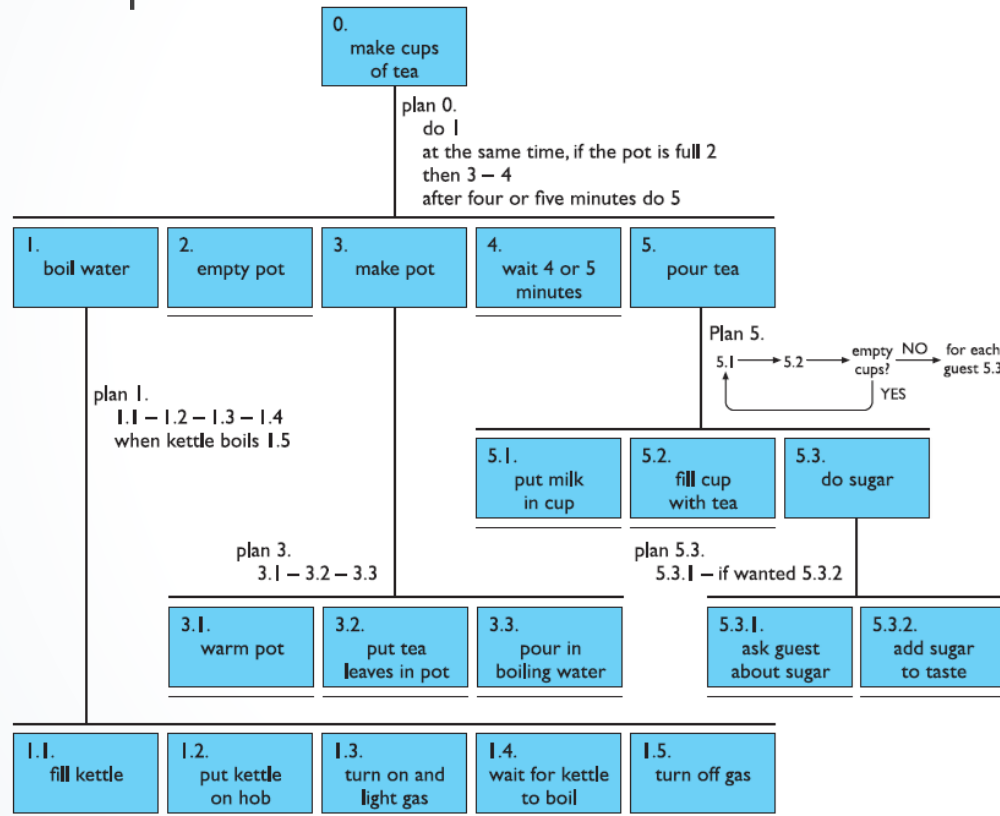 0.
make cups
of tea
plan 0.
do 1
at the same time, if the pot is full 2
then 3 – 4
after four or five minutes do 5
1.
boil water
2.
empty pot
3.
make pot
4.
wait 4 or 5
minutes
5.
pour tea
Plan 5.
5.1
5.2
empty
cups?
NO
for each
guest 5.3
YES
plan 1.
1.1 – 1.2 – 1.3 – 1.4
when kettle boils 1.5
5.1.
put milk
in cup
5.2.
fill cup
with tea
5.3.
do sugar
plan 3.
3.1 – 3.2 – 3.3
plan 5.3.
5.3.1 – if wanted 5.3.2
3.1.
warm pot
3.2.
put tea
leaves in pot
3.3.
pour in
boiling water
5.3.1.
ask guest
about sugar
5.3.2.
add sugar
to taste
1.1.
fill kettle
1.2.
put kettle
on hob
1.3.
turn on and
light gas
1.4.
wait for kettle
to boil
1.5.
turn off gas